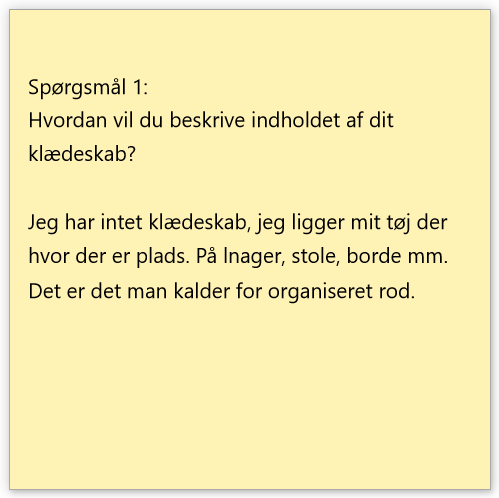 Spørgsmål 1:
Hvordan vil du beskrive indholdet af dit
klædeskab?
Jeg har intet klædeskab, jeg ligger mit tøj der
hvor der er plads. På lnager, stole, borde mm.
Det er det man kalder for organiseret rod.